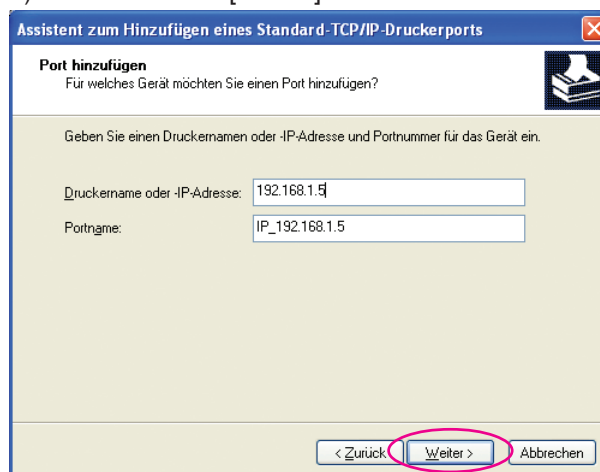 Assistent zum Hinzufügen eines Standard-TCP/IP-Druckerports
Port hinzufügen
Für welches Gerät möchten Sie einen Port hinzufügen?
Geben Sie einen Druckernamen oder -IP-Adresse und Portnummer für das Gerät ein.
Druckername oder -IP-Adresse: 192.168.1.5
Portname: IP_192.168.1.5
< Zurück Weiter > Abbrechen